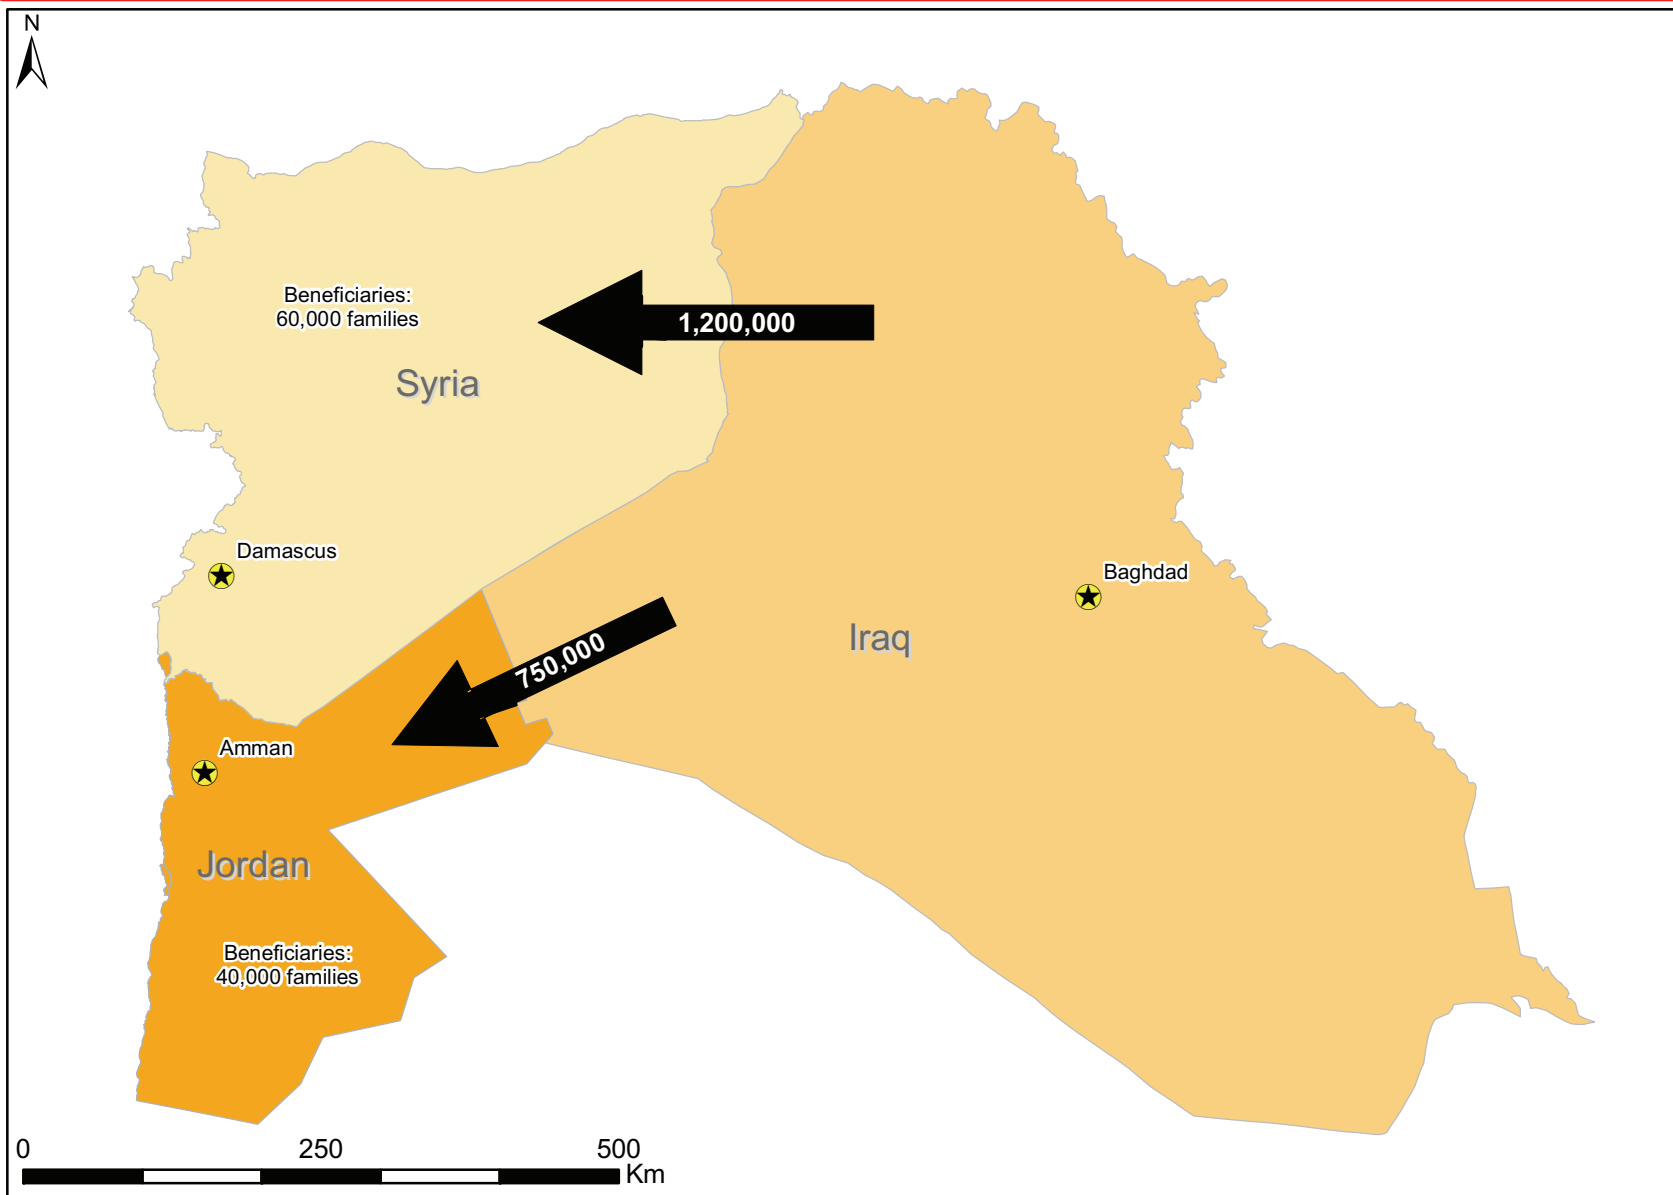 N
Beneficiaries:
60,000 families
1,200,000
Syria
Damascus
Baghdad
Iraq
750,000
Amman
Jordan
Beneficiaries:
40,000 families
0 250 500
Km